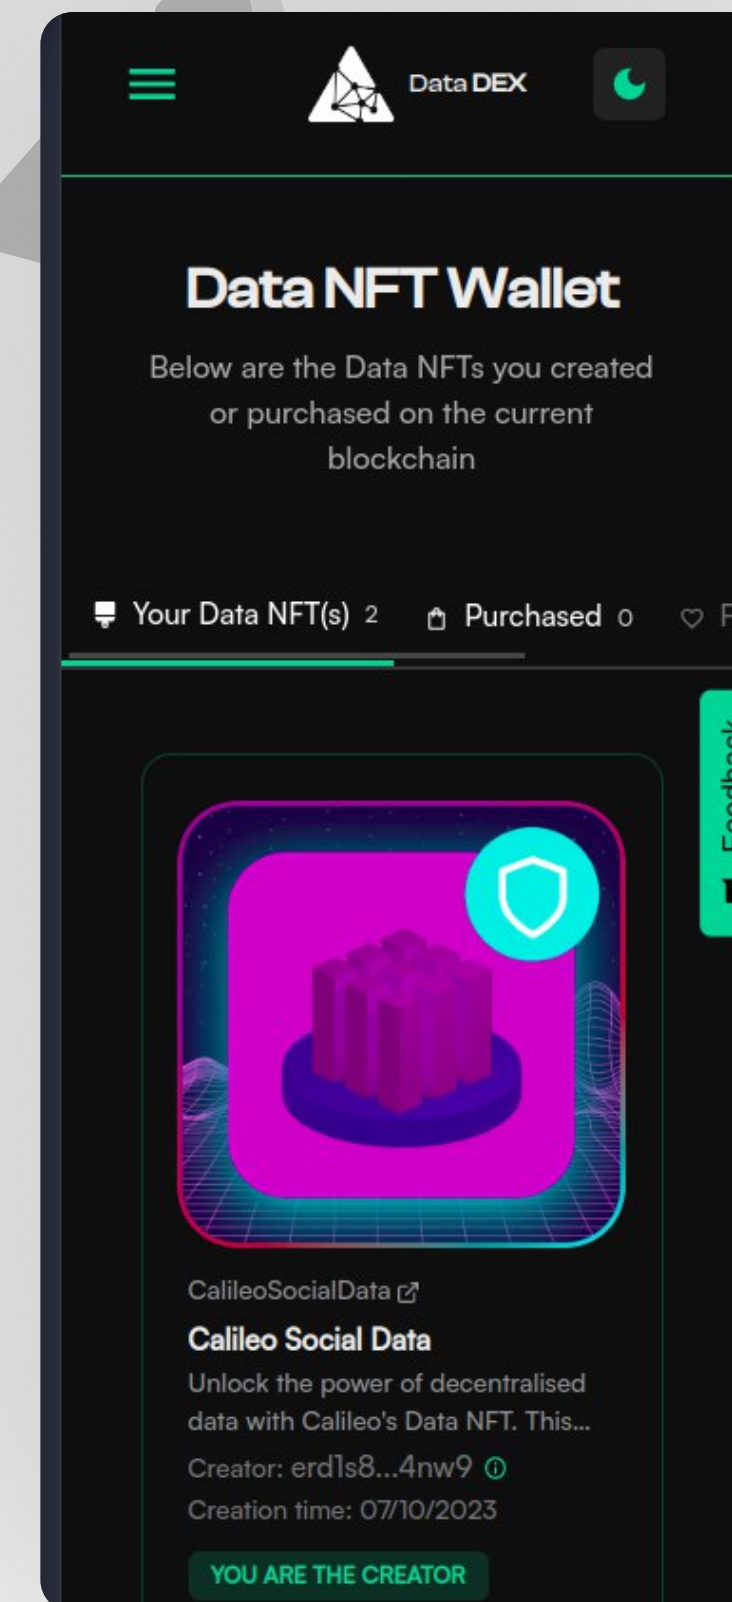 Data DEX
Data NFT Wallet
Below are the Data NFTs you created
or purchased on the current
blockchain
Your Data NFT(s) 2
Purchased 0
Feedback
CalileoSocialData
Calileo Social Data
Unlock the power of decentralised
data with Calileo's Data NFT. This...
Creator: erd1s8...4nw9
Creation time: 07/10/2023
YOU ARE THE CREATOR